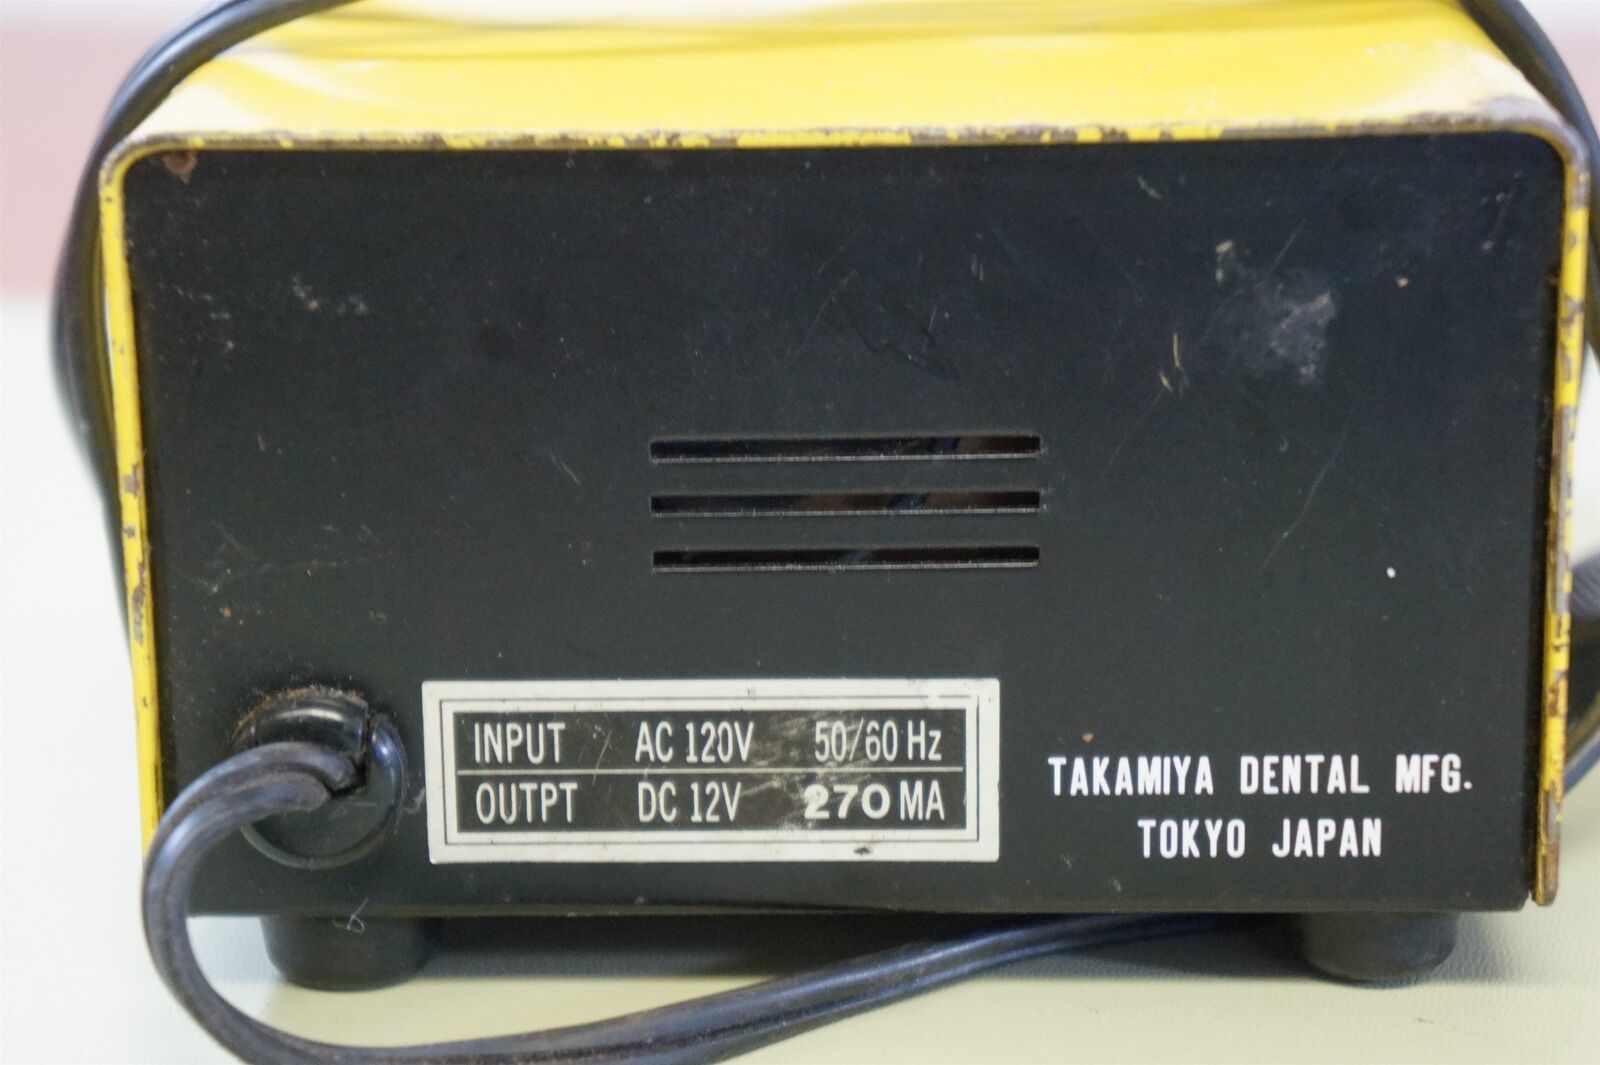 INPUT AC 120V 50/60 Hz
OUTPT DC 12V 270 MA
TAKAMIYA DENTAL MFG.
TOKYO JAPAN